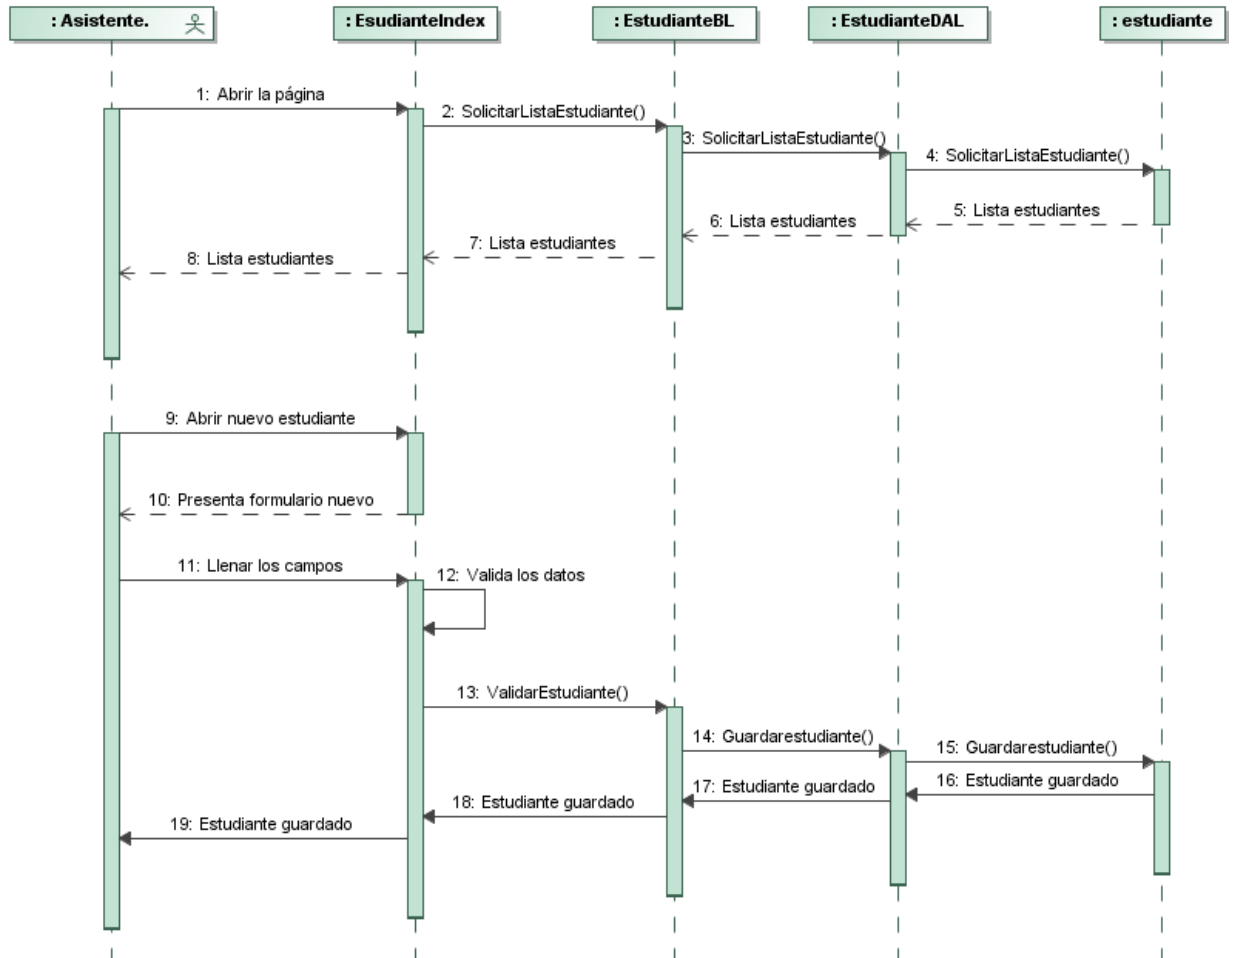 : Asistente.
: EsudianteIndex
: EstudianteBL
: EstudianteDAL
: estudiante
1: Abrir la página
2: SolicitarListaEstudiante()
3: SolicitarListaEstudiante()
4: SolicitarListaEstudiante()
5: Lista estudiantes
6: Lista estudiantes
7: Lista estudiantes
8: Lista estudiantes
9: Abrir nuevo estudiante
10: Presenta formulario nuevo
11: Llenar los campos
12: Valida los datos
13: ValidarEstudiante()
14: Guardarestudiante()
15: Guardarestudiante()
16: Estudiante guardado
17: Estudiante guardado
18: Estudiante guardado
19: Estudiante guardado